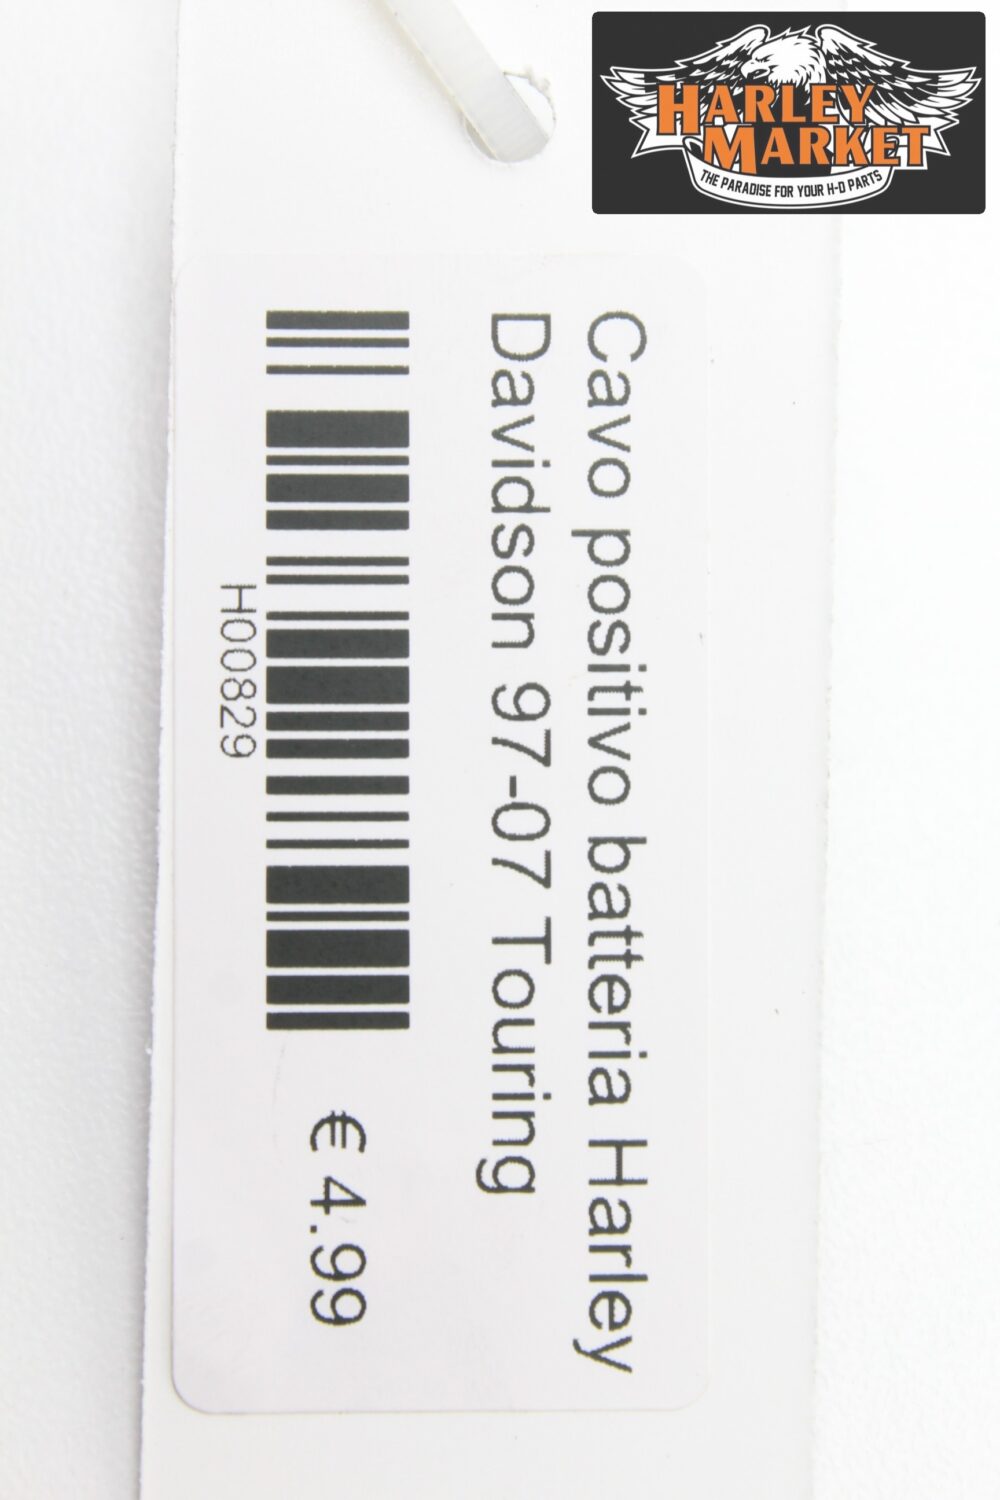 HARLEY
MARKET
THE PARADISE FOR YOUR H-D PARTS
Cavo positivo batteria Harley
Davidson 97-07 Touring
H00829
€ 4.99